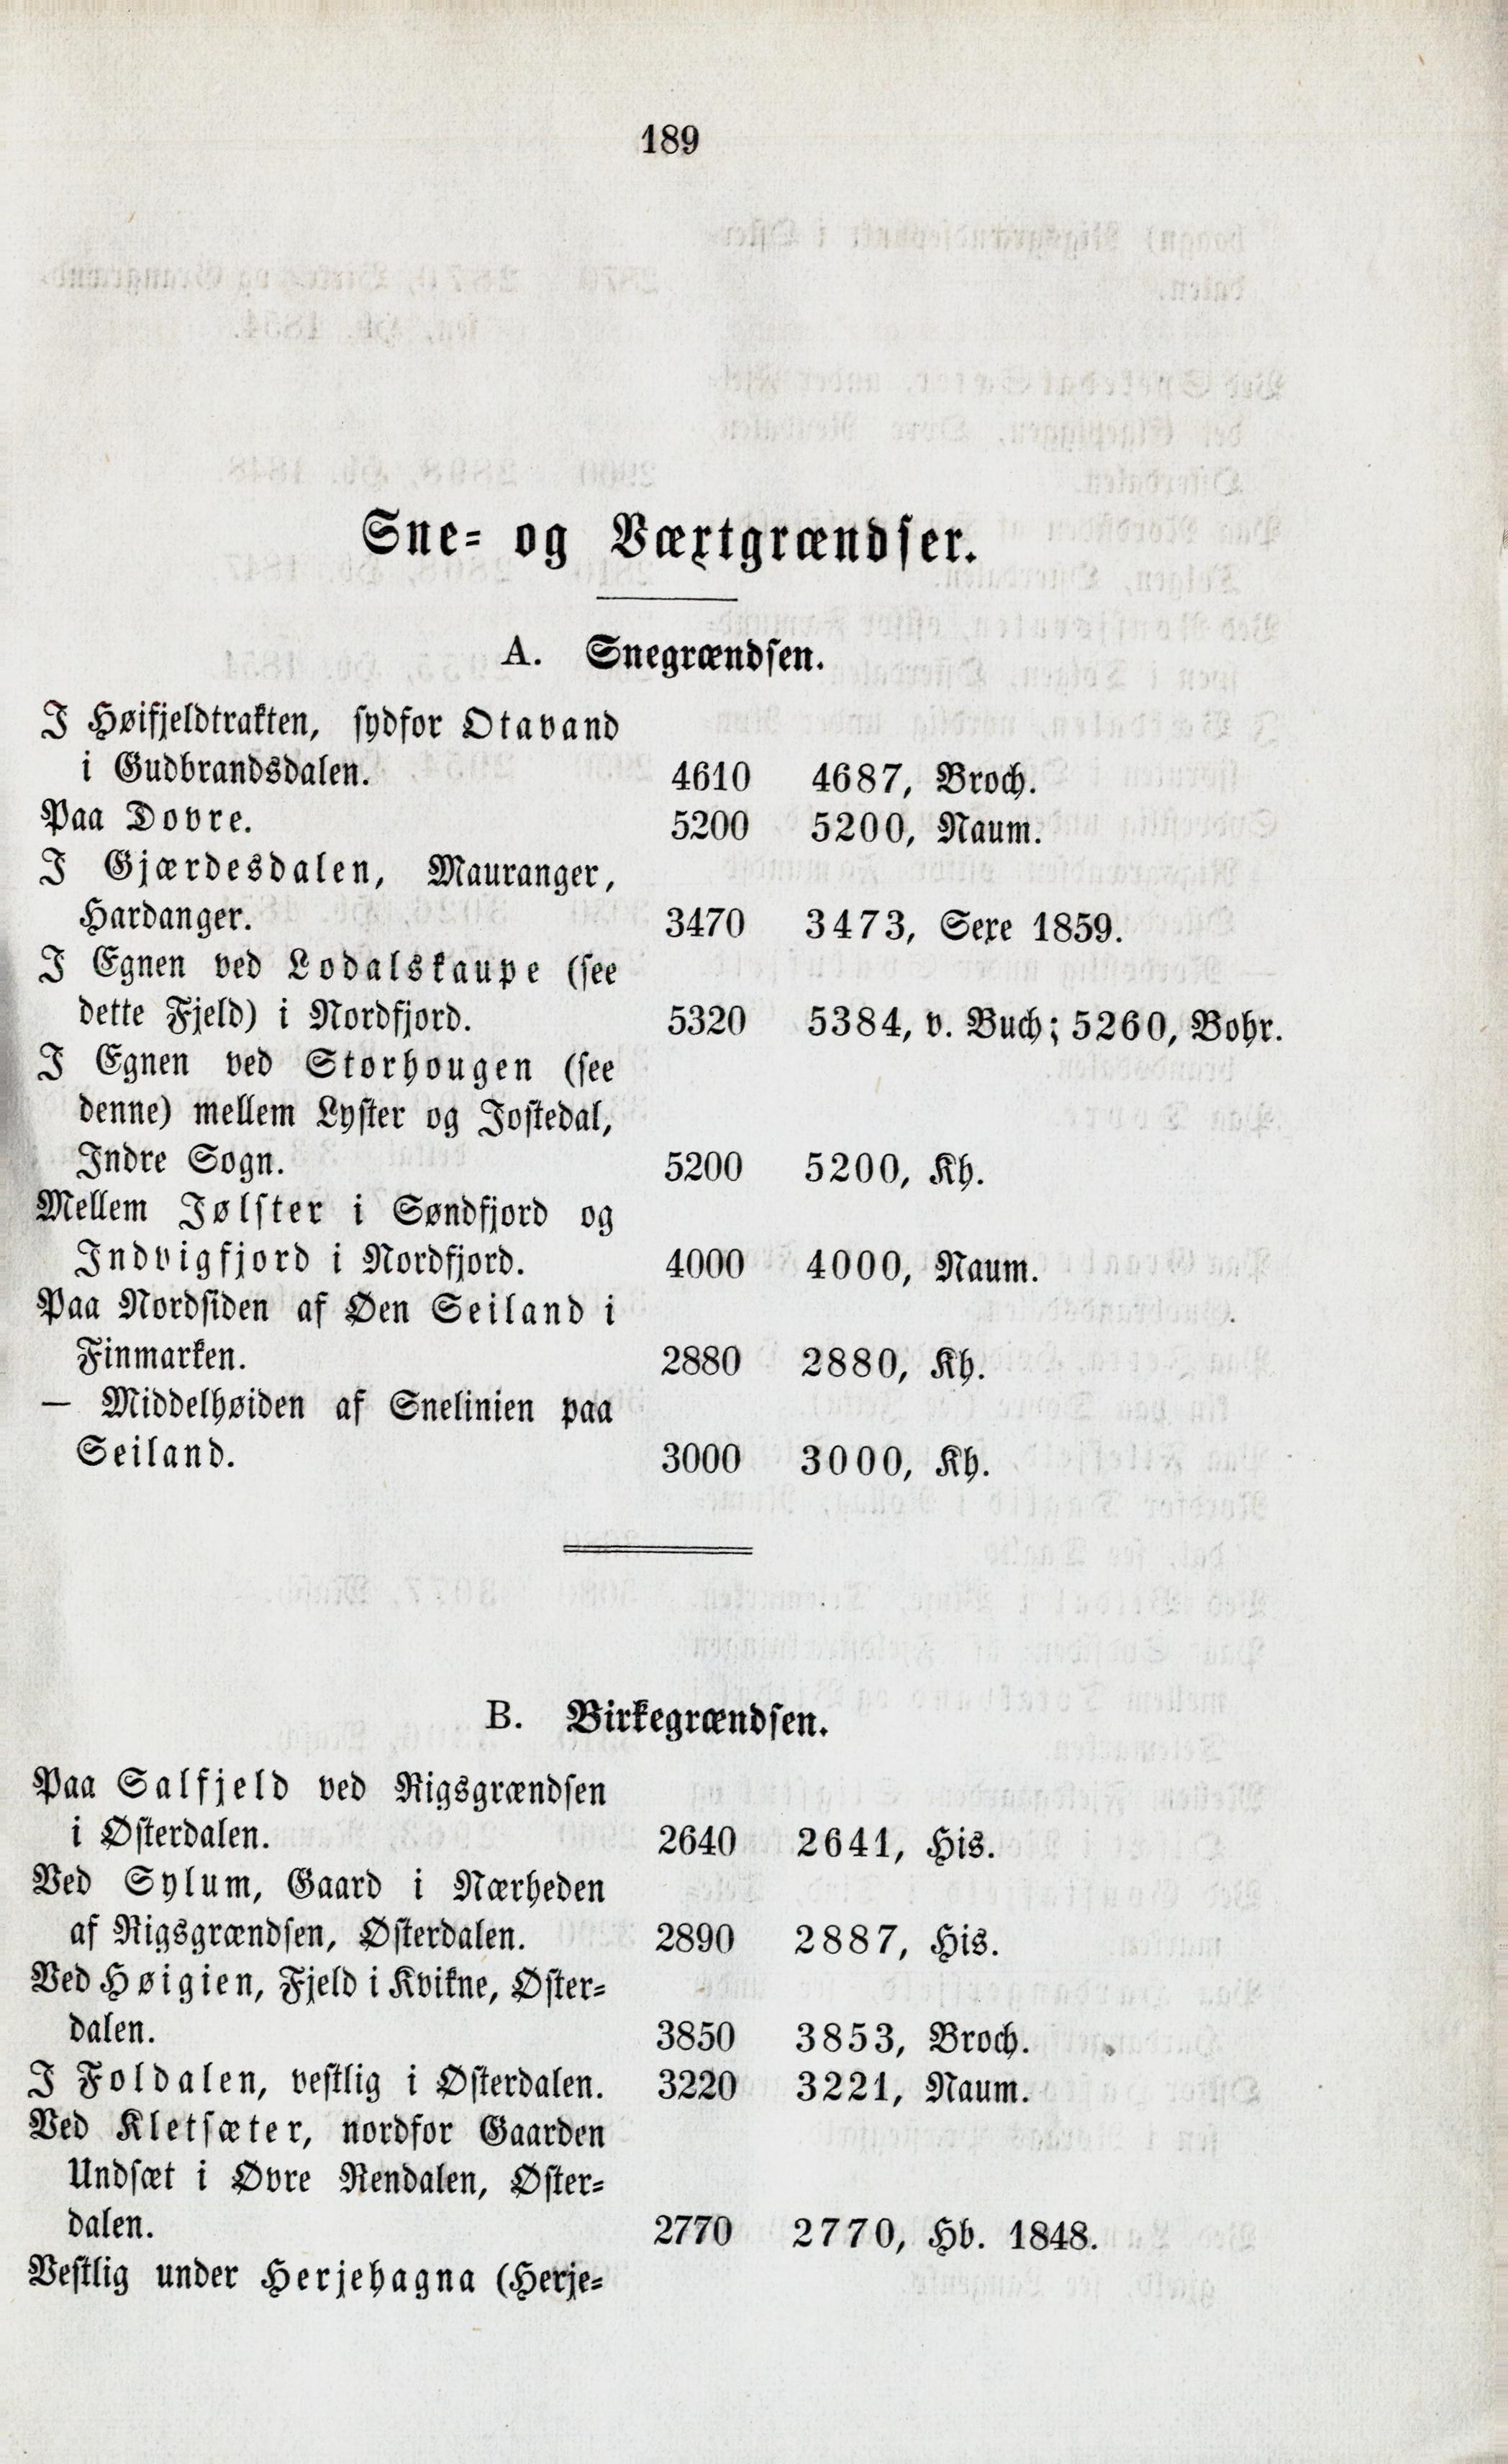 189
Sne- og Væxtgrændser.
A. Snegrændsen.
I Høifjeldtrakten, sydfor Otavand
i Gudbrandsdalen. 4610 4687, Broch.
Paa Dovre. 5200 5200, Naum.
I Gjærdesdalen, Mauranger,
Hardanger. 3470 3473, Sexe 1859.
I Egnen ved Lodalskaupe (see
dette Fjeld) i Nordfjord. 5320 5384, v. Buch; 5260, Bohr.
I Egnen ved Storhougen (see
denne) mellem Lyster og Jostedal,
Indre Sogn. 5200 5200, Kh.
Mellem Jølster i Søndfjord og
Indvigfjord i Nordfjord. 4000 4000, Naum.
Paa Nordsiden af Øen Seiland i
Finmarken. 2880 2880, Kh.
— Middelhøiden af Snelinien paa
Seiland. 3000 3000, Kh.
B. Birkegrændsen.
Paa Salfjeld ved Rigsgrændsen
i Østerdalen. 2640 2641, His.
Ved Sylum, Gaard i Nærheden
af Rigsgrændsen, Østerdalen. 2890 2887, His.
Ved Høigien, Fjeld i Kvikne, Øster-
dalen. 3850 3853, Broch.
I Foldalen, vestlig i Østerdalen. 3220 3221, Naum.
Ved Kletsæter, nordfor Gaarden
Undsæt i Øvre Rendalen, Øster-
dalen. 2770 2770, Hb. 1848.
Vestlig under Herjehagna (Herje-